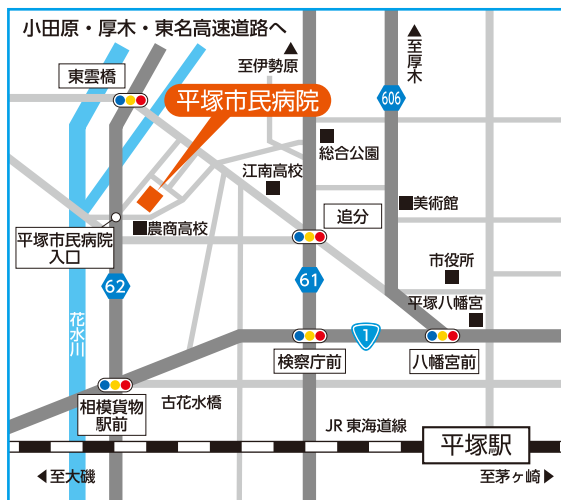 小田原・厚木・東名高速道路へ
至伊勢原
至厚木
東雲橋
平塚市民病院
606
総合公園
江南高校
美術館
追分
農商高校
平塚市民病院
入口
市役所
62
61
平塚八幡宮
花水川
1
検察庁前
八幡宮前
相模貨物
駅前
古花水橋
JR東海道線
平塚駅
至大磯
至茅ヶ崎